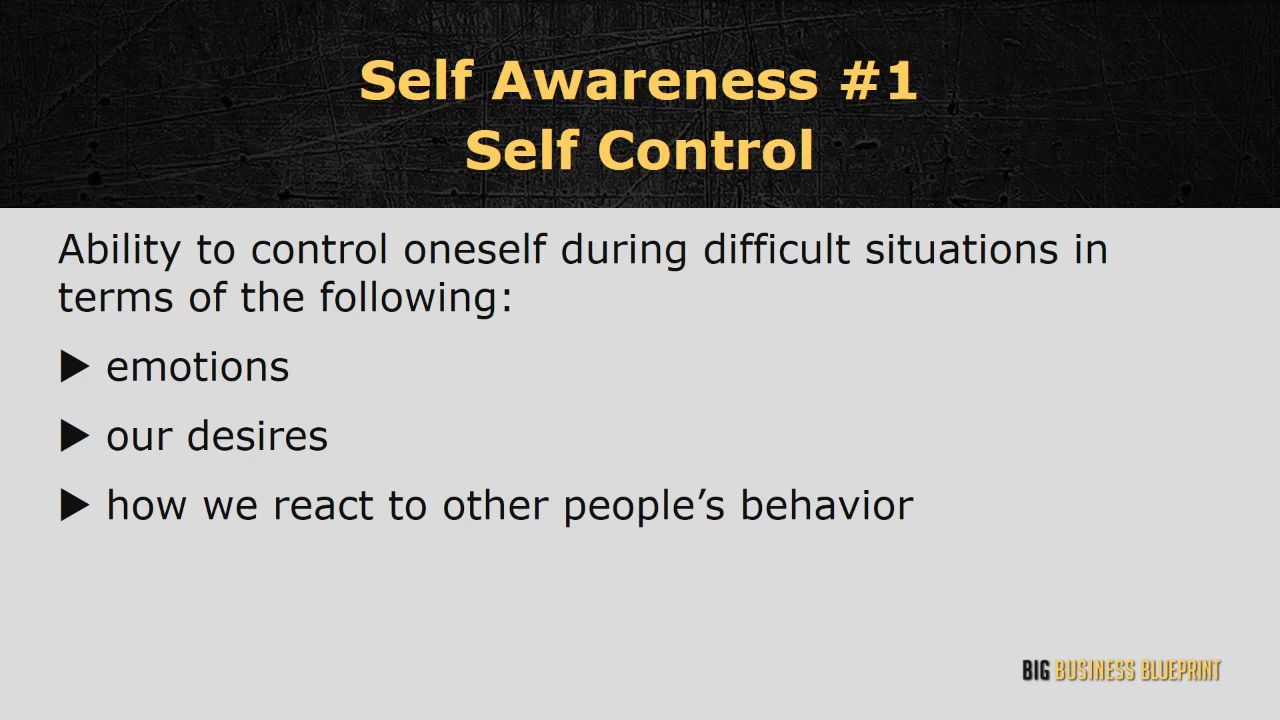 Self Awareness #1
Self Control
Ability to control oneself during difficult situations in
terms of the following:
▶ emotions
▶ our desires
▶ how we react to other people’s behavior
BIG BUSINESS BLUEPRINT